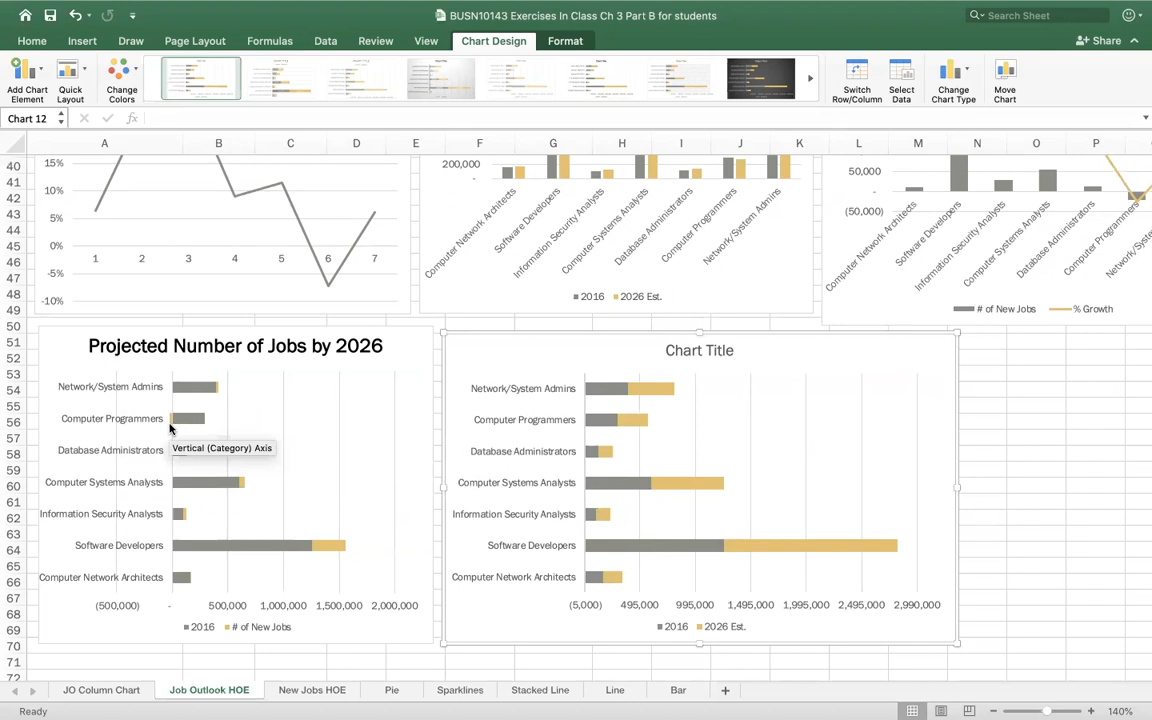 BUSN10143 Exercises In Class Ch 3 Part B for students
Search Sheet
Home Insert Draw Page Layout Formulas Data Review View Chart Design Format
Share
Add Chart Element
Quick Layout
Change Colors
Switch Row/Column
Select Data
Change Chart Type
Move Chart
Chart 12
fx
A B C D E F G H I J K L M N O P
40
41
42
43
44
45
46
47
48
49
50
51
52
53
54
55
56
57
58
59
60
61
62
63
64
65
66
67
68
69
70
71
72
15%
10%
5%
0%
-5%
-10%
1 2 3 4 5 6 7
200,000
-
Computer Network Architects
Software Developers
Information Security Analysts
Computer Systems Analysts
Database Administrators
Computer Programmers
Network/System Admins
2016 2026 Est.
50,000
-
(50,000)
Computer Network Architects
Software Developers
Information Security Analysts
Computer Systems Analysts
Database Administrators
Computer Programmers
# of New Jobs % Growth
Projected Number of Jobs by 2026
Network/System Admins
Computer Programmers
Database Administrators
Computer Systems Analysts
Information Security Analysts
Software Developers
Computer Network Architects
(500,000) - 500,000 1,000,000 1,500,000 2,000,000
2016 # of New Jobs
Vertical (Category) Axis
Chart Title
Network/System Admins
Computer Programmers
Database Administrators
Computer Systems Analysts
Information Security Analysts
Software Developers
Computer Network Architects
(5,000) 495,000 995,000 1,495,000 1,995,000 2,495,000 2,990,000
2016 2026 Est.
JO Column Chart Job Outlook HOE New Jobs HOE Pie Sparklines Stacked Line Line Bar
Ready
140%